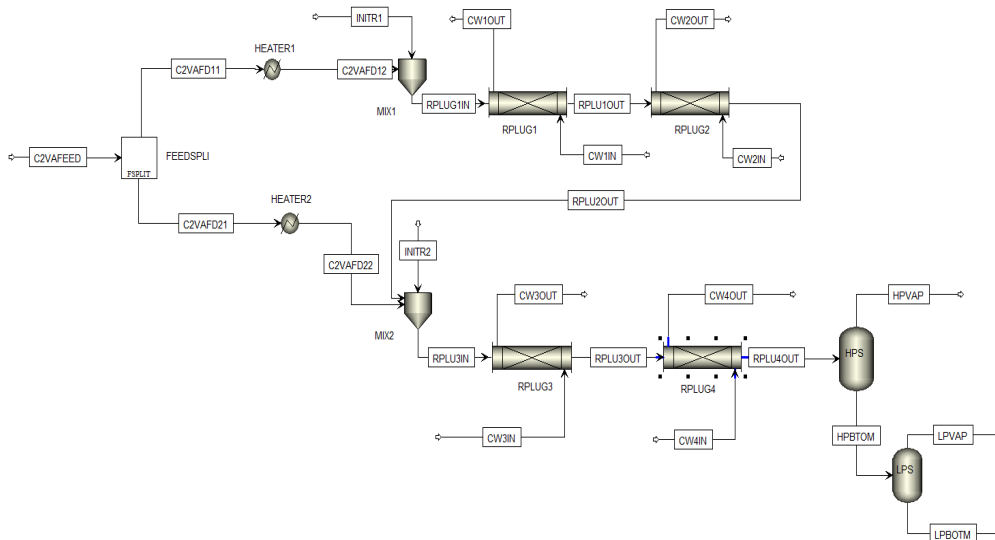 INITR1
CW1OUT
CW2OUT
HEATER1
C2VAFD11
C2VAFD12
MIX1
RPLUG1IN
RPLU1OUT
RPLUG1
RPLUG2
C2VAFEED
FEEDSPLI
FSPLIT
CW1IN
CW2IN
HEATER2
RPLU2OUT
C2VAFD21
INITR2
C2VAFD22
CW3OUT
CW4OUT
HPVAP
MIX2
RPLU3IN
RPLU3OUT
RPLU4OUT
HPS
RPLUG3
RPLUG4
CW3IN
CW4IN
HPBTOM
LPVAP
LPS
LPBOTM